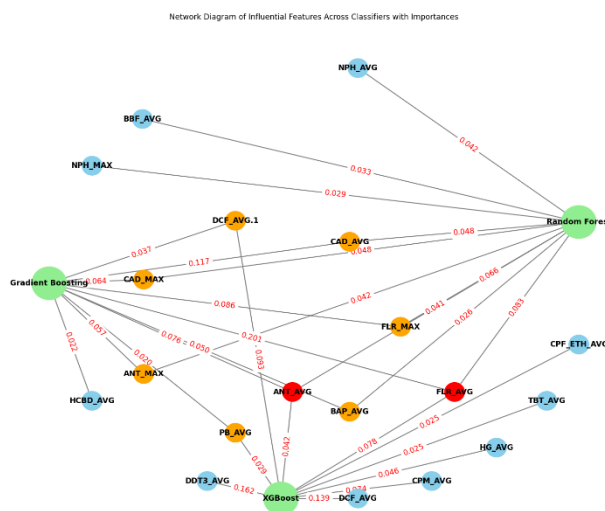 Network Diagram of Influential Features Across Classifiers with Importances
NPH_AVG
BBF_AVG
0.042
0.033
NPH_MAX
0.029
DCF_AVG.1
Random Fores
0.048
CAD_AVG
0.037
0.117
0.048
0.066
Gradient Boosting
0.064
CAD_MAX
0.042
0.086
0.041
0.083
0.026
FLR_MAX
0.057
0.076
0.201
0.022
0.050
0.020
0.093
CPF_ETH_AVG
ANT_MAX
ANT_AVG
FLR_AVG
HCBD_AVG
BAP_AVG
TBT_AVG
0.025
PB_AVG
0.042
0.078
0.025
HG_AVG
0.029
0.046
DDT3_AVG
0.162
0.074
CPM_AVG
XGBoost
0.139
DCF_AVG